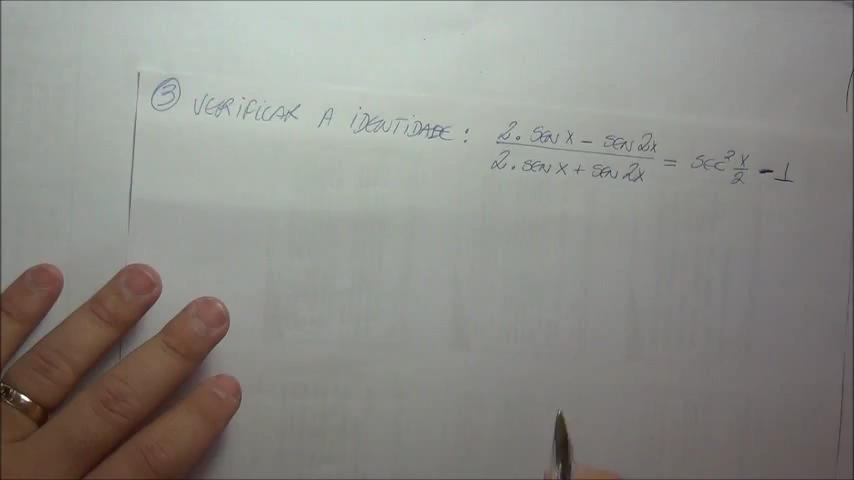 ③ VERIFICAR A IDENTIDADE: (2 . SEN X - SEN 2X) / (2 . SEN X + SEN 2X) = SEC² X/2 - 1